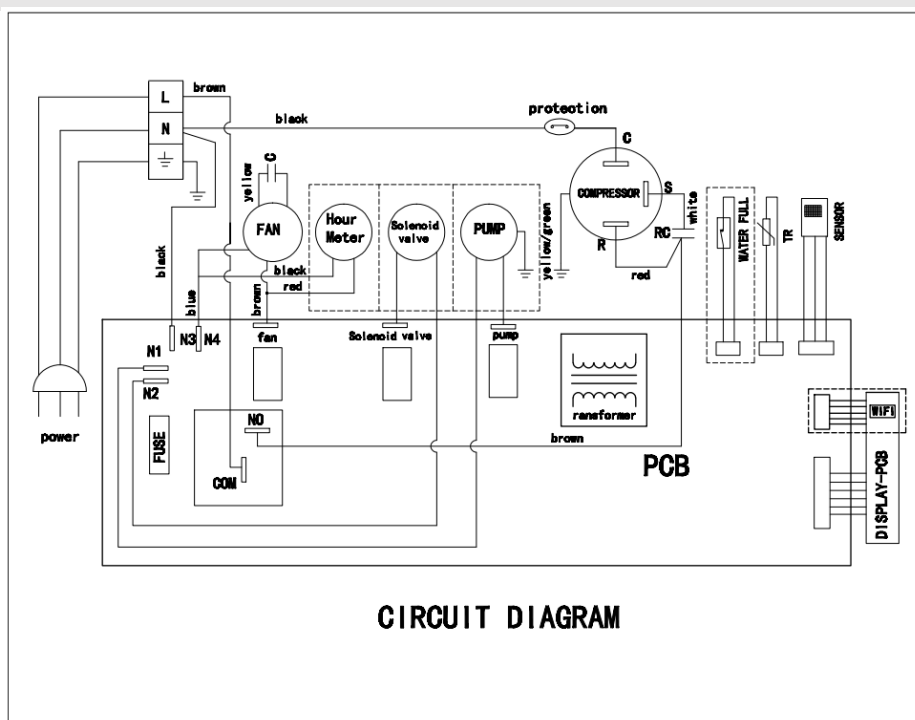 brown
L
N
black
protection
C
yellow
C
FAN
Hour
Meter
Solenoid
valve
PUMP
yellow/green
COMPRESSOR
S
white
RC
R
red
WATER FULL
TR
SENSOR
black
blue
black
brown
red
N3
N4
fan
Solenoid valve
pump
N1
N2
power
FUSE
NO
COM
ransformer
brown
PCB
WiFi
DISPLAY-PCB
CIRCUIT DIAGRAM